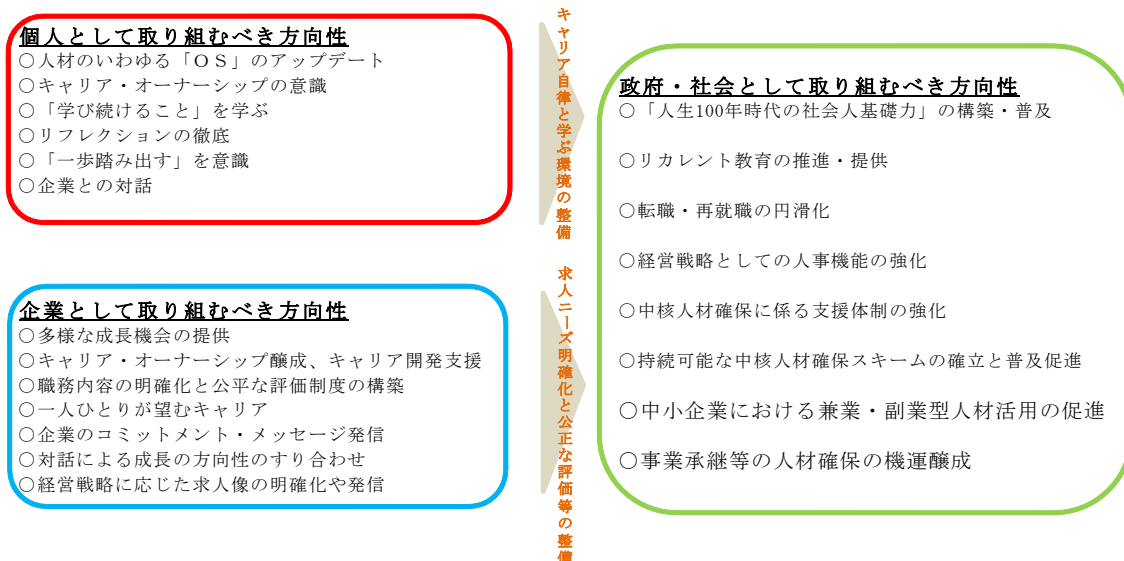 個人として取り組むべき方向性
○人材のいわゆる「ＯＳ」のアップデート
○キャリア・オーナーシップの意識
○「学び続けること」を学ぶ
○リフレクションの徹底
○「一歩踏み出す」を意識
○企業との対話
企業として取り組むべき方向性
○多様な成長機会の提供
○キャリア・オーナーシップ醸成、キャリア開発支援
○職務内容の明確化と公平な評価制度の構築
○一人ひとりが望むキャリア
○企業のコミットメント・メッセージ発信
○対話による成長の方向性のすり合わせ
○経営戦略に応じた求人像の明確化や発信
キャリア自律と学ぶ環境の整備
求人ニーズ明確化と公正な評価等の整備
政府・社会として取り組むべき方向性
○「人生100年時代の社会人基礎力」の構築・普及
○リカレント教育の推進・提供
○転職・再就職の円滑化
○経営戦略としての人事機能の強化
○中核人材確保に係る支援体制の強化
○持続可能な中核人材確保スキームの確立と普及促進
○中小企業における兼業・副業型人材活用の促進
○事業承継等の人材確保の機運醸成